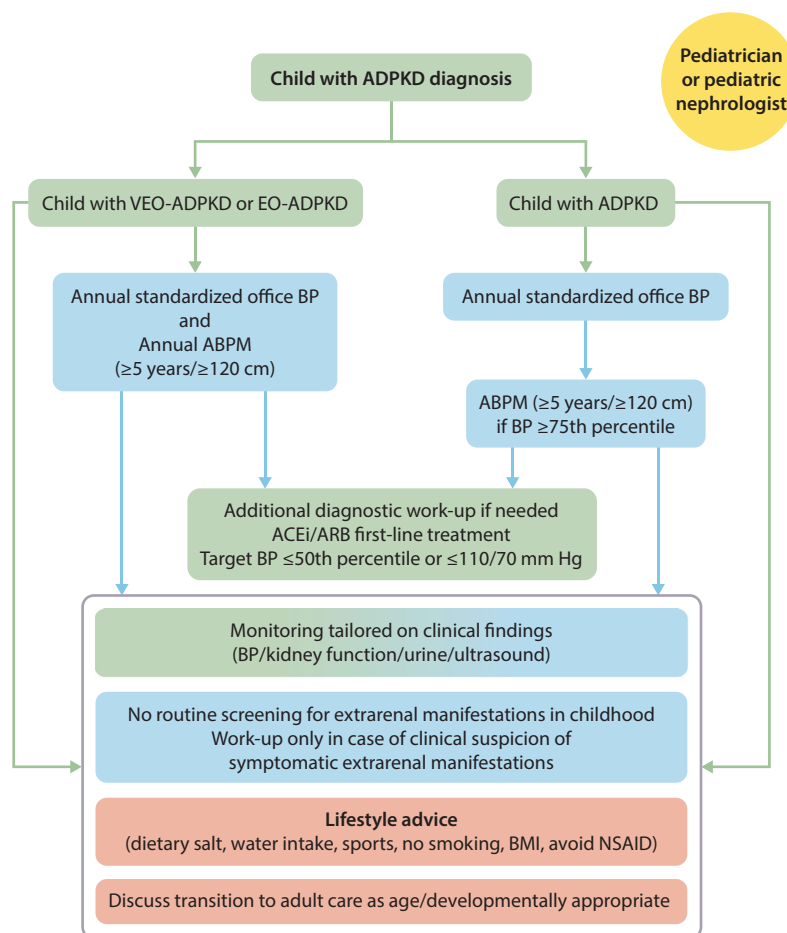 Pediatrician
or pediatric
nephrologist
Child with ADPKD diagnosis
Child with VEO-ADPKD or EO-ADPKD
Child with ADPKD
Annual standardized office BP
and
Annual ABPM
(≥5 years/≥120 cm)
Annual standardized office BP
ABPM (≥5 years/≥120 cm)
if BP ≥75th percentile
Additional diagnostic work-up if needed
ACEi/ARB first-line treatment
Target BP ≤50th percentile or ≤110/70 mm Hg
Monitoring tailored on clinical findings
(BP/kidney function/urine/ultrasound)
No routine screening for extrarenal manifestations in childhood
Work-up only in case of clinical suspicion of
symptomatic extrarenal manifestations
Lifestyle advice
(dietary salt, water intake, sports, no smoking, BMI, avoid NSAID)
Discuss transition to adult care as age/developmentally appropriate